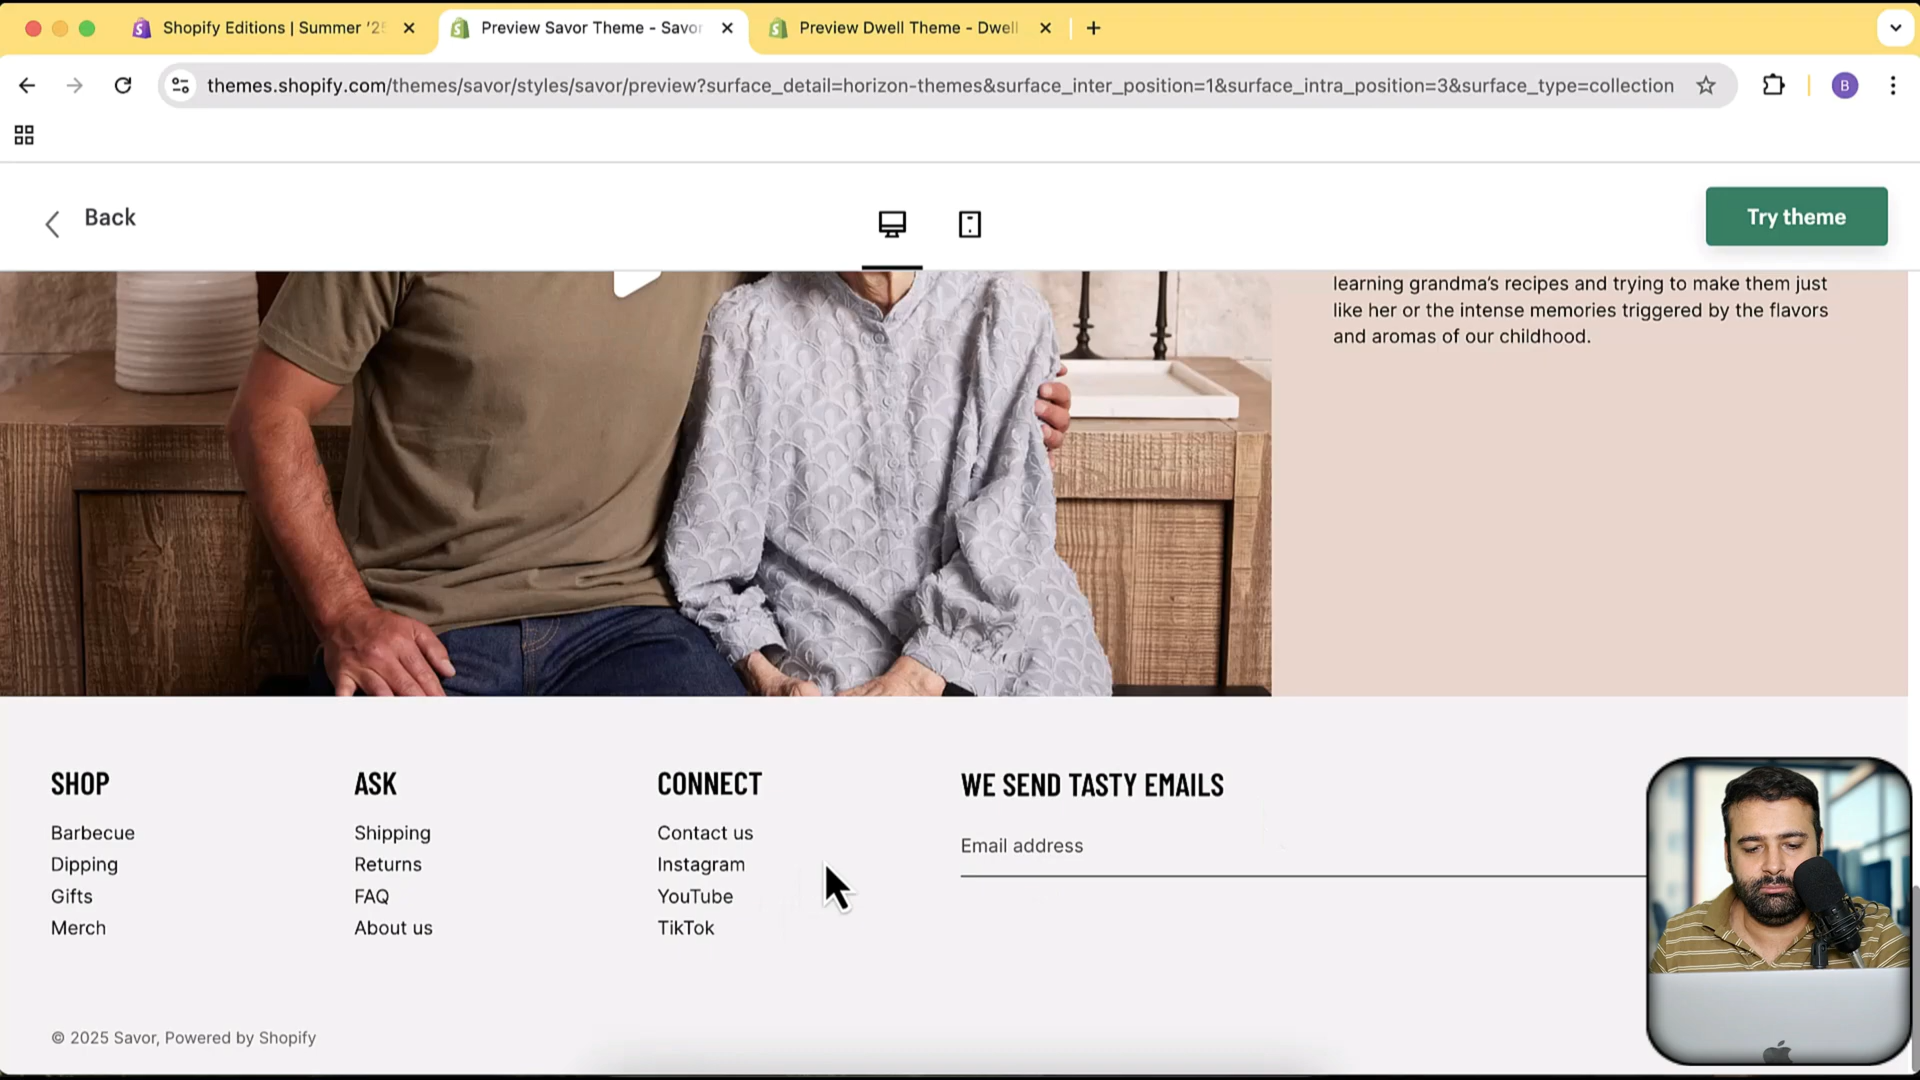 Shopify Editions | Summer '25
Preview Savor Theme - Savor
Preview Dwell Theme - Dwell
themes.shopify.com/themes/savor/styles/savor/preview?surface_detail=horizon-themes&surface_inter_position=1&surface_intra_position=3&surface_type=collection
B
Back
Try theme
learning grandma's recipes and trying to make them just
like her or the intense memories triggered by the flavors
and aromas of our childhood.
SHOP
Barbecue
Dipping
Gifts
Merch
ASK
Shipping
Returns
FAQ
About us
CONNECT
Contact us
Instagram
YouTube
TikTok
WE SEND TASTY EMAILS
Email address
© 2025 Savor, Powered by Shopify